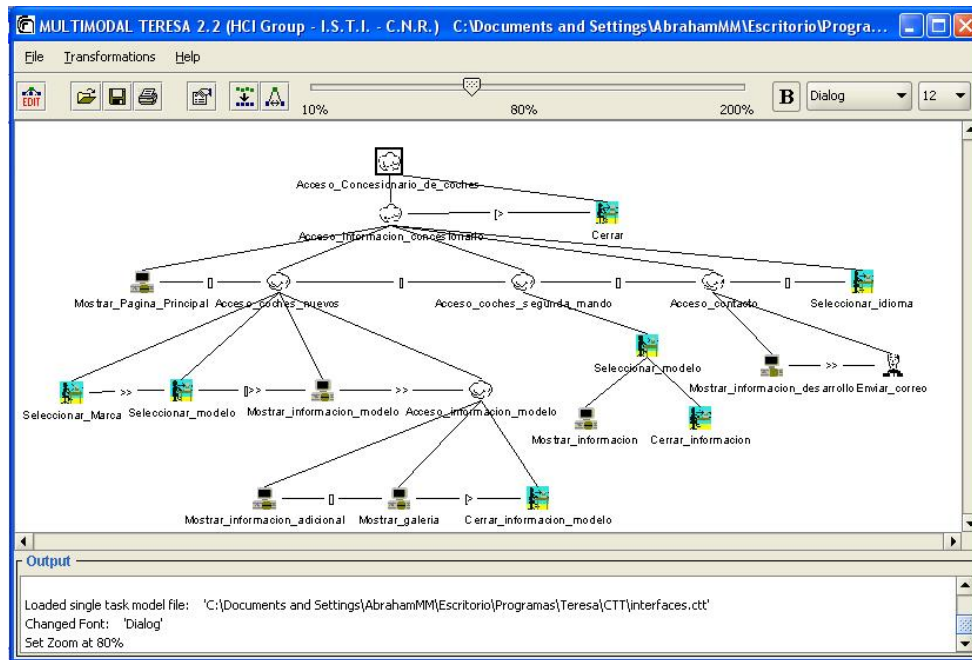 MULTIMODAL TERESA 2.2 (HCI Group - I.S.T.I. - C.N.R.) C:\Documents and Settings\AbrahamMM\Escritorio\Progra...
File Transformations Help
EDIT 10% 80% 200% B Dialog 12
Acceso_Concesionario_de_coches
[>
Acceso_informacion_concesionario Cerrar
[] [] [] []
Mostrar_Pagina_Principal Acceso_coches_nuevos Acceso_coches_segunda_mando Acceso_contacto Seleccionar_idioma
Seleccionar_modelo
>>
Mostrar_informacion_desarrollo Enviar_correo
>> []>> >>
Seleccionar_Marca Seleccionar_modelo Mostrar_informacion_modelo Acceso_informacion_modelo
Mostrar_informacion Cerrar_informacion
[] [>
Mostrar_informacion_adicional Mostrar_galeria Cerrar_informacion_modelo
Output
Loaded single task model file: 'C:\Documents and Settings\AbrahamMM\Escritorio\Programas\Teresa\CTT\interfaces.ctt'
Changed Font: 'Dialog'
Set Zoom at 80%